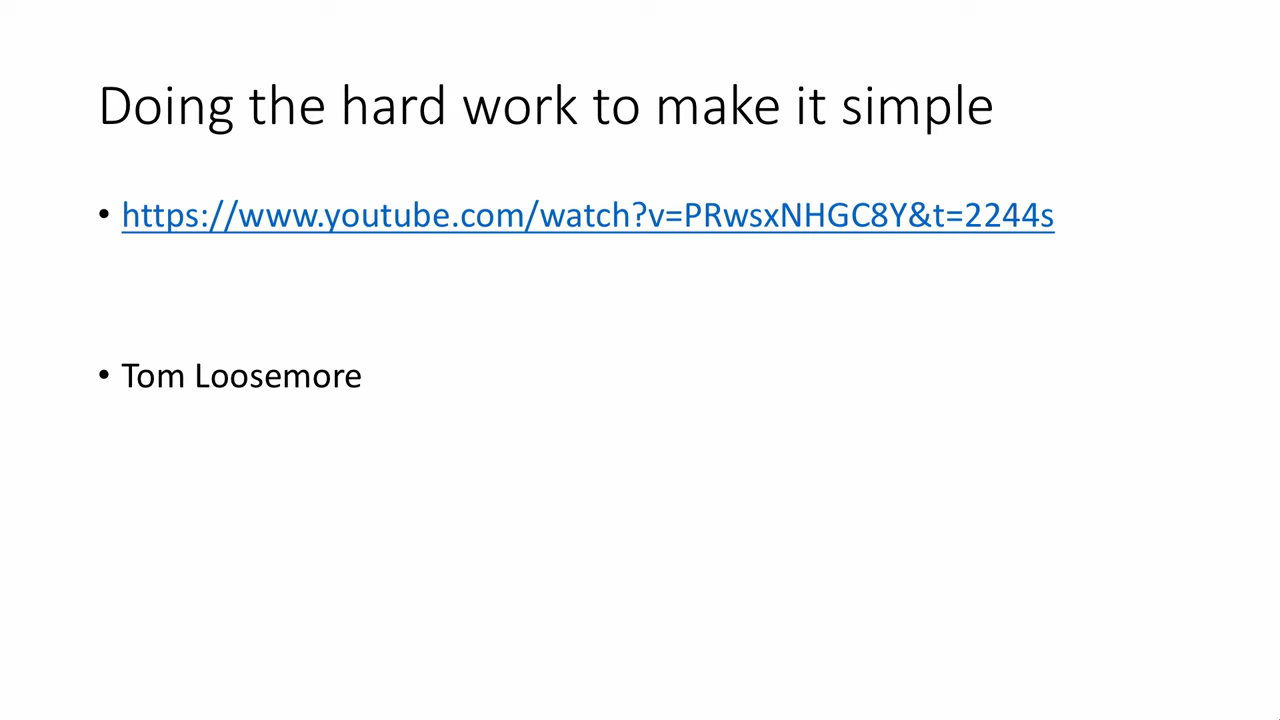 Doing the hard work to make it simple
• https://www.youtube.com/watch?v=PRwsxNHGC8Y&t=2244s
• Tom Loosemore